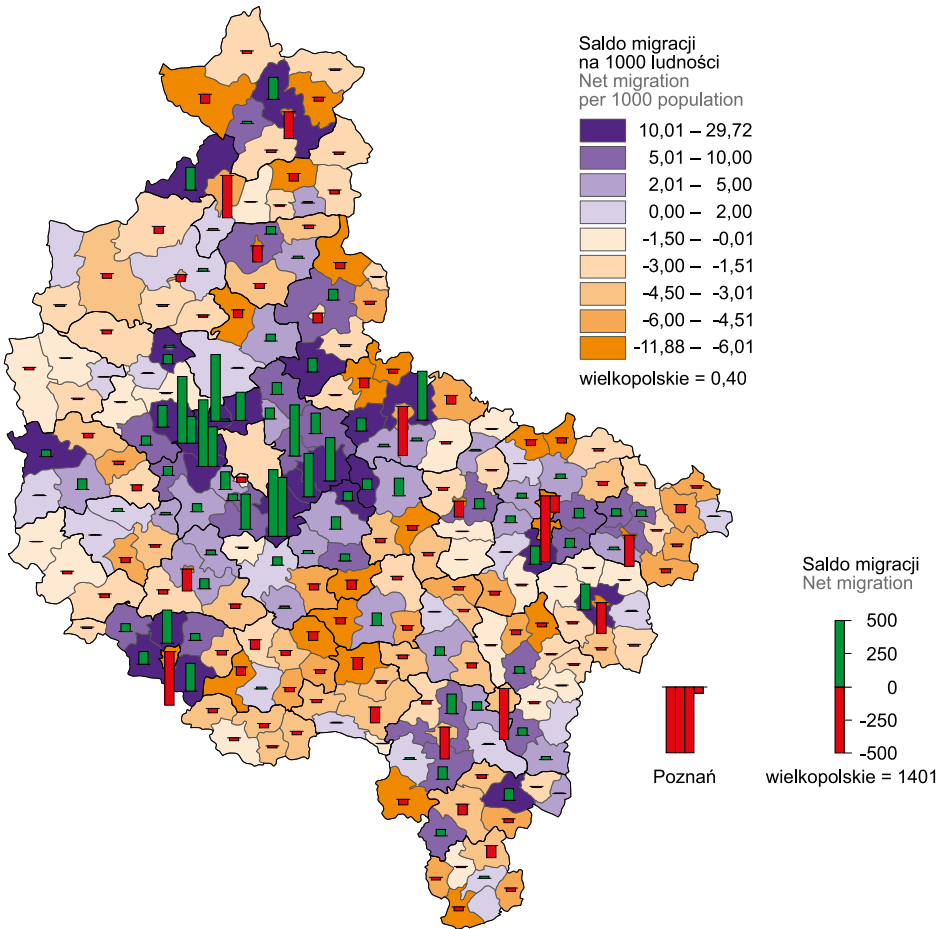 Saldo migracji
na 1000 ludności
Net migration
per 1000 population
10,01 – 29,72
5,01 – 10,00
2,01 – 5,00
0,00 – 2,00
-1,50 – -0,01
-3,00 – -1,51
-4,50 – -3,01
-6,00 – -4,51
-11,88 – -6,01
wielkopolskie = 0,40
Saldo migracji
Net migration
500
250
0
-250
-500
Poznań
wielkopolskie = 1401